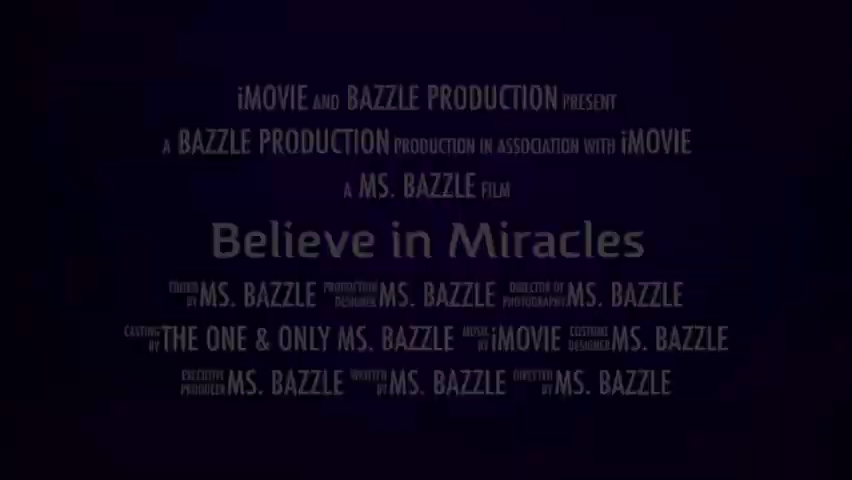 iMOVIE AND BAZZLE PRODUCTION PRESENT
A BAZZLE PRODUCTION PRODUCTION IN ASSOCIATION WITH iMOVIE
A MS. BAZZLE FILM
Believe in Miracles
EDITED BY MS. BAZZLE PRODUCTION DESIGNER MS. BAZZLE DIRECTOR OF PHOTOGRAPHY MS. BAZZLE
CASTING BY THE ONE & ONLY MS. BAZZLE MUSIC BY iMOVIE COSTUME DESIGNER MS. BAZZLE
EXECUTIVE PRODUCER MS. BAZZLE WRITTEN BY MS. BAZZLE DIRECTED BY MS. BAZZLE